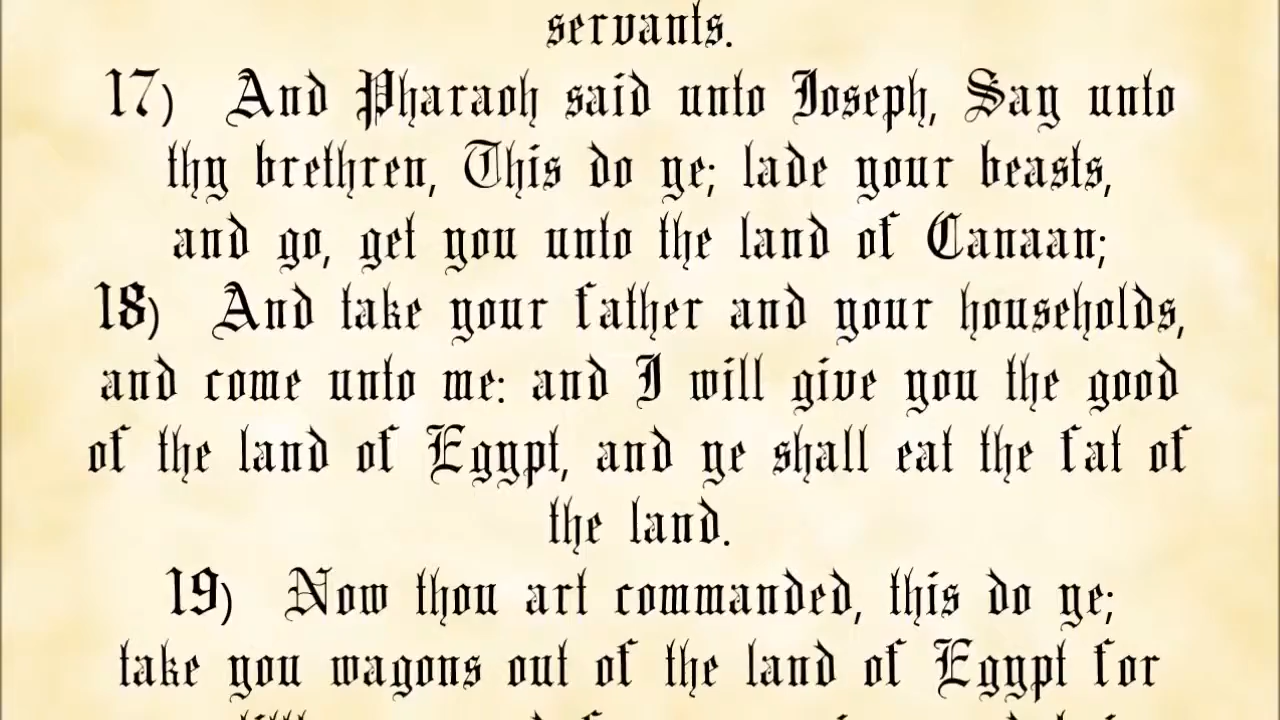 servants.
17) And Pharaoh said unto Joseph, Say unto
thy brethren, This do ye; lade your beasts,
and go, get you unto the land of Canaan;
18) And take your father and your households,
and come unto me: and I will give you the good
of the land of Egypt, and ye shall eat the fat of
the land.
19) Now thou art commanded, this do ye;
take you wagons out of the land of Egypt for